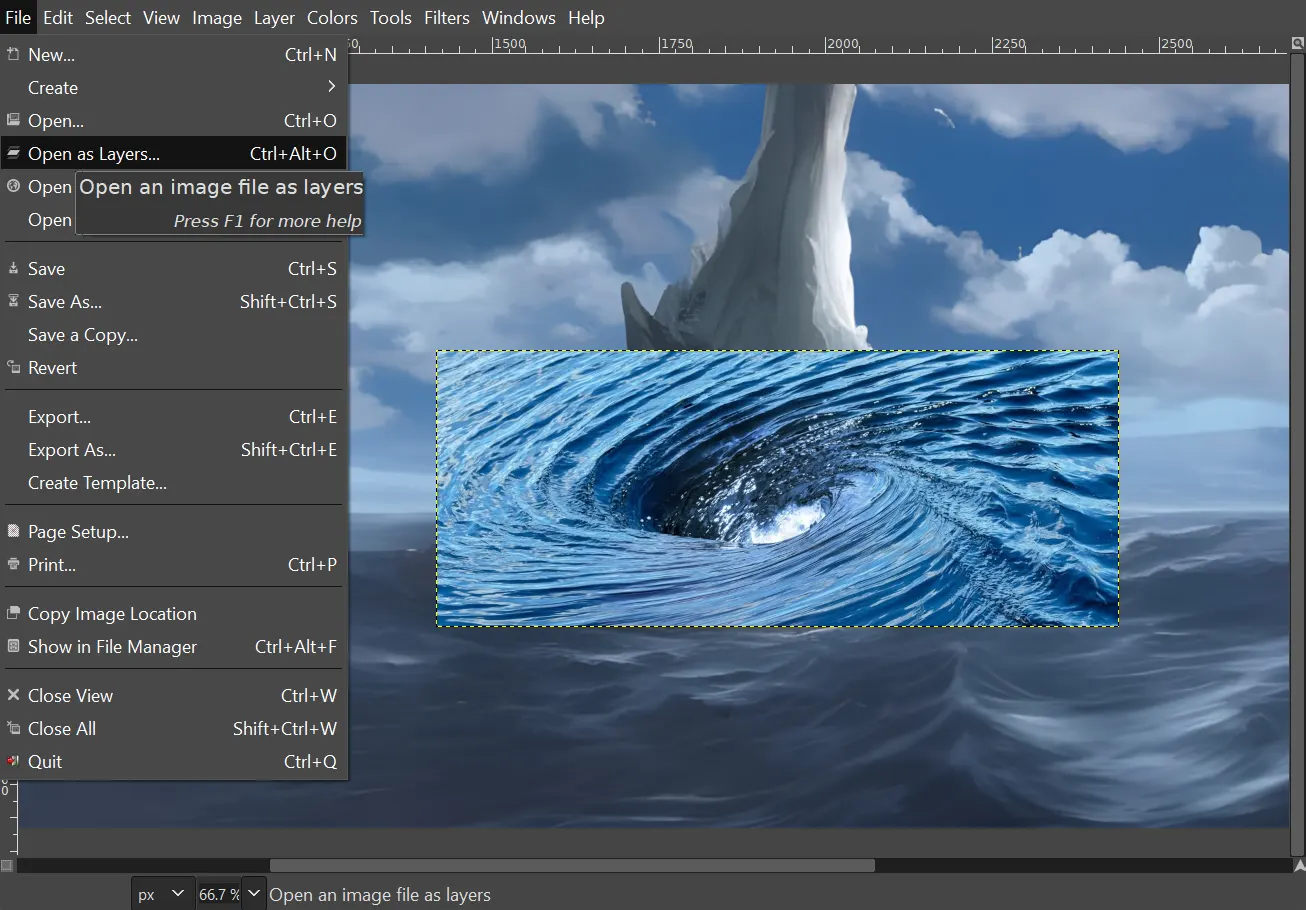 File Edit Select View Image Layer Colors Tools Filters Windows Help
1500 1750 2000 2250 2500
New... Ctrl+N
Create
Open... Ctrl+O
Open as Layers... Ctrl+Alt+O
Open
Open an image file as layers
Open
Press F1 for more help
Save Ctrl+S
Save As... Shift+Ctrl+S
Save a Copy...
Revert
Export... Ctrl+E
Export As... Shift+Ctrl+E
Create Template...
Page Setup...
Print... Ctrl+P
Copy Image Location
Show in File Manager Ctrl+Alt+F
Close View Ctrl+W
Close All Shift+Ctrl+W
Quit Ctrl+Q
px 66.7 % Open an image file as layers